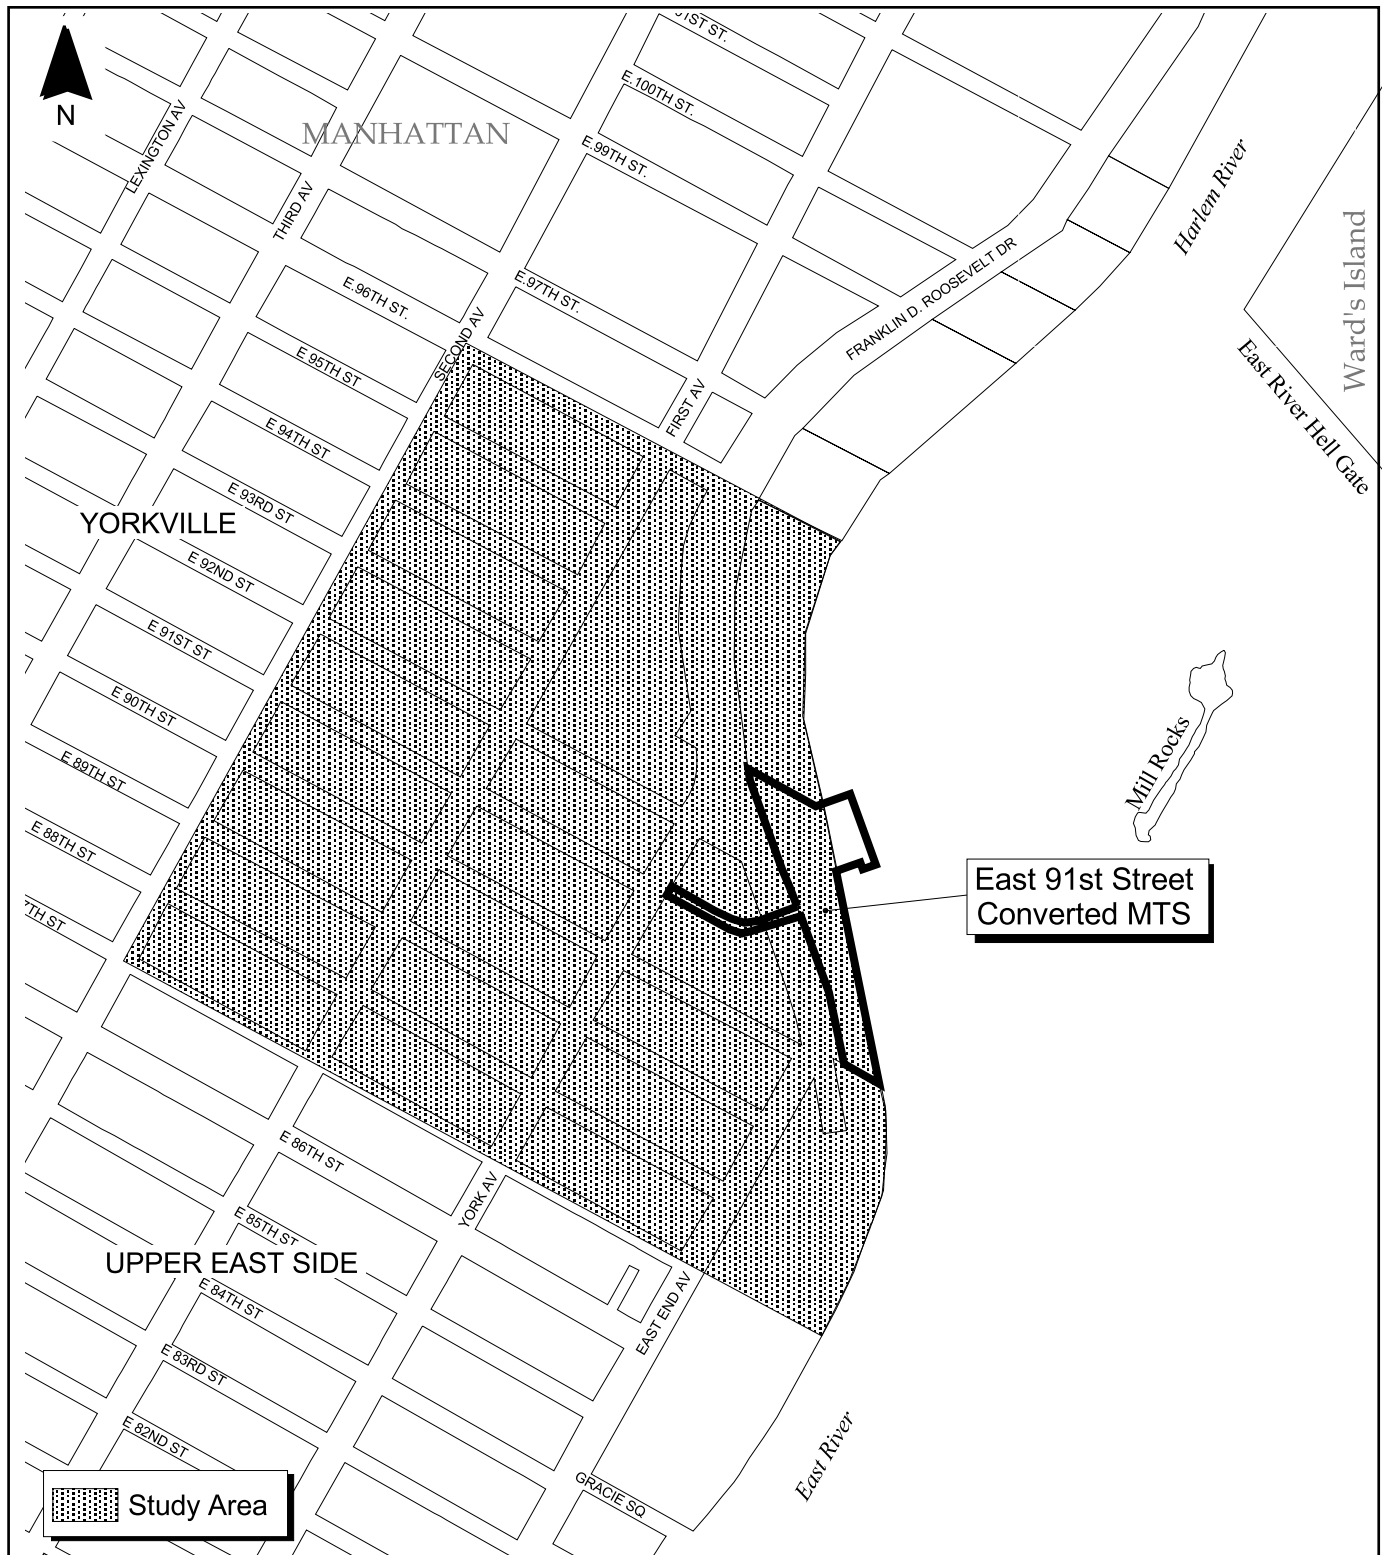 N
MANHATTAN
1ST ST.
E.100TH ST.
E.99TH ST.
LEXINGTON AV
THIRD AV
Harlem River
Ward's Island
FRANKLIN D. ROOSEVELT DR
E.97TH ST.
E.96TH ST.
SECOND AV
E 95TH ST
FIRST AV
East River Hell Gate
E 94TH ST
E 93RD ST
YORKVILLE
E 92ND ST
E 91ST ST
E 90TH ST
E 89TH ST
Mill Rocks
E 88TH ST
East 91st Street
Converted MTS
7TH ST
E 86TH ST
YORK AV
E 85TH ST
UPPER EAST SIDE
E 84TH ST
EAST END AV
E 83RD ST
E 82ND ST
East River
GRACIE SQ
Study Area